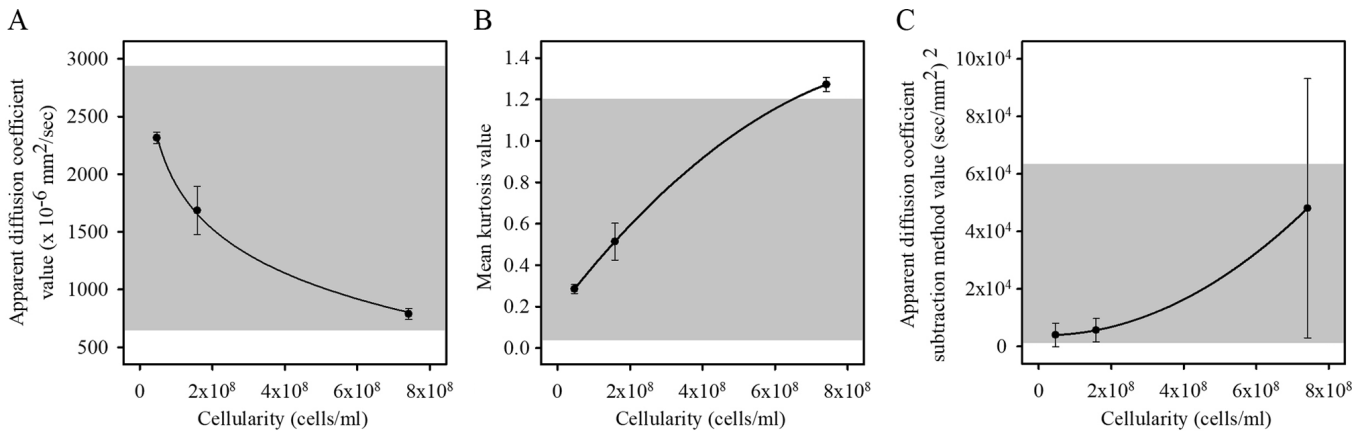 A
Apparent diffusion coefficient
value (x 10-6 mm2/sec)
3000
2500
2000
1500
1000
500
0
2x108
4x108
6x108
8x108
Cellularity (cells/ml)
B
Mean kurtosis value
1.4
1.2
1.0
0.8
0.6
0.4
0.2
0.0
0
2x108
4x108
6x108
8x108
Cellularity (cells/ml)
C
Apparent diffusion coefficient
subtraction method value (sec/mm2) 2
10x104
8x104
6x104
4x104
2x104
0
0
2x108
4x108
6x108
8x108
Cellularity (cells/ml)